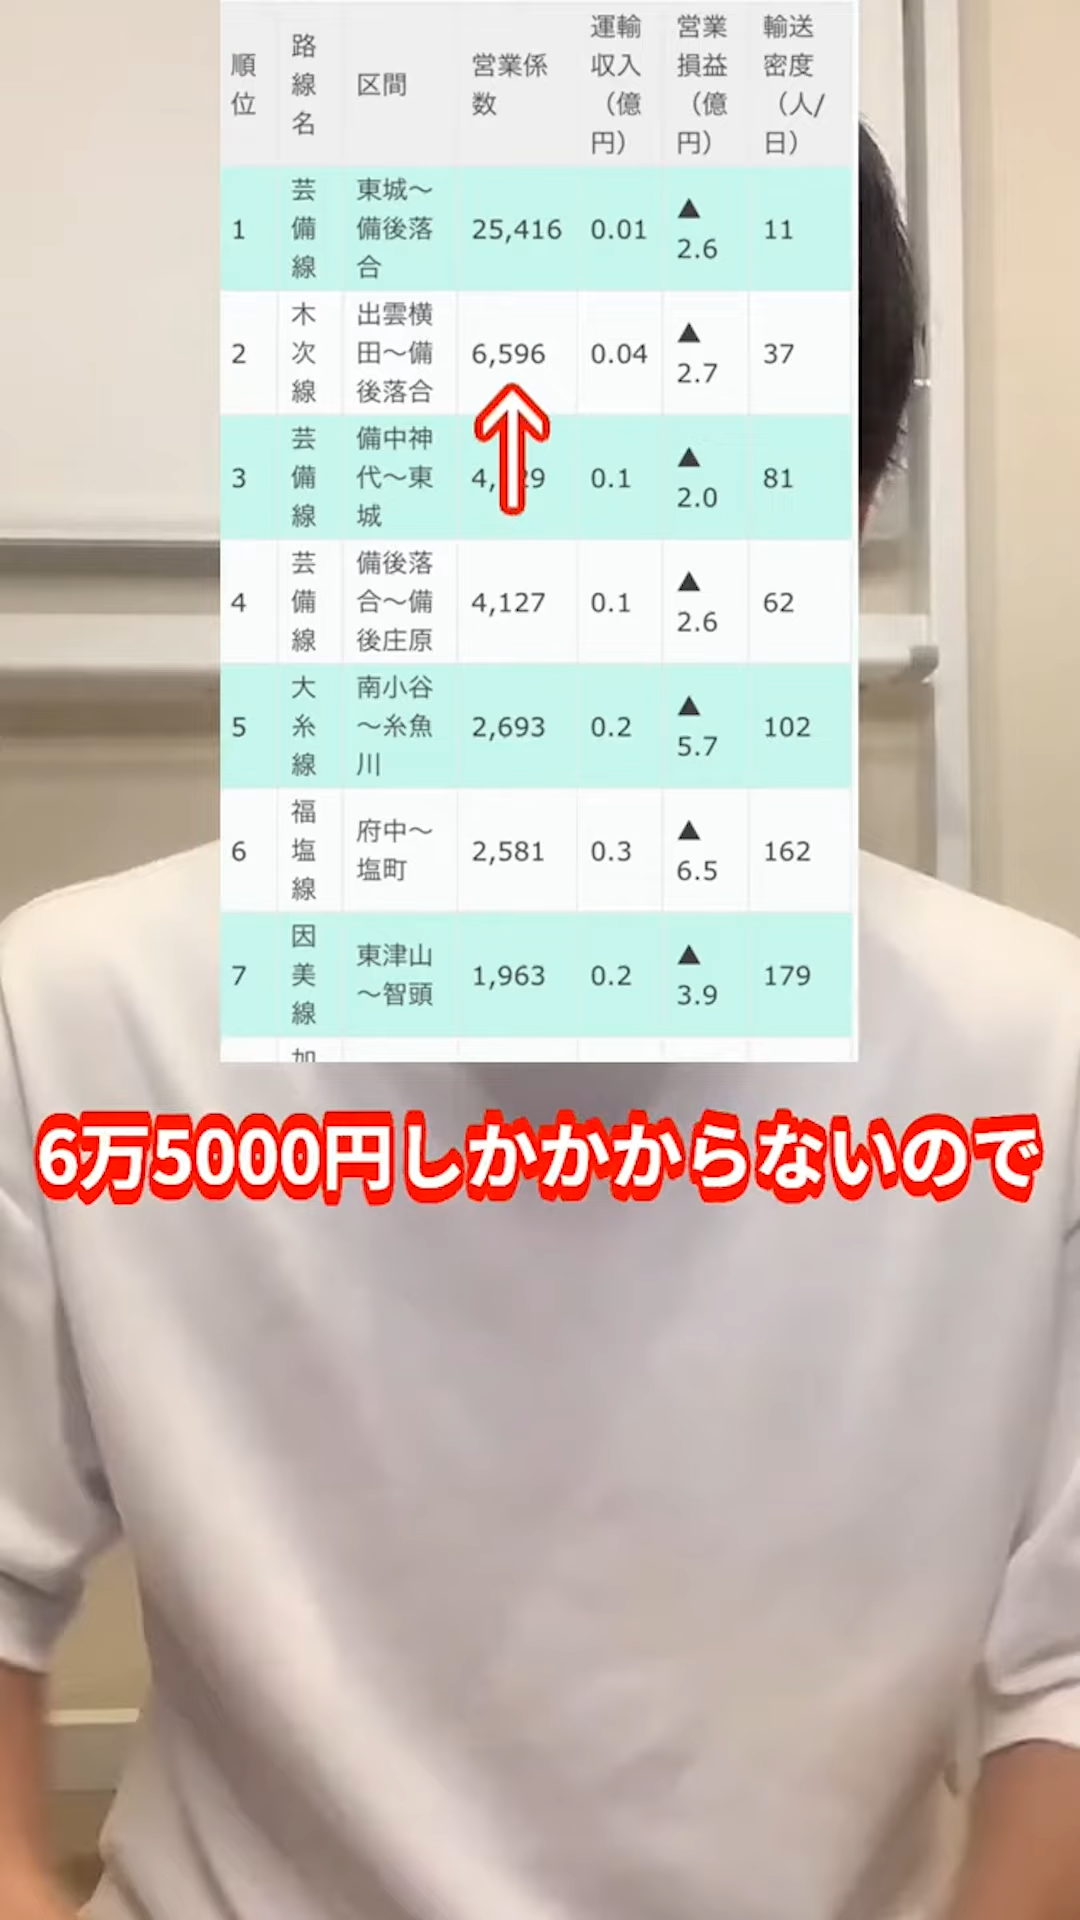 順位 路線名 区間 営業係数 運輸収入（億円） 営業損益（億円） 輸送密度（人/日）
1 芸備線 東城〜備後落合 25,416 0.01 ▲2.6 11
2 木次線 出雲横田〜備後落合 6,596 0.04 ▲2.7 37
3 芸備線 備中神代〜東城 0.1 ▲2.0 81
4 芸備線 備後落合〜備後庄原 4,127 0.1 ▲2.6 62
5 大糸線 南小谷〜糸魚川 2,693 0.2 ▲5.7 102
6 福塩線 府中〜塩町 2,581 0.3 ▲6.5 162
7 因美線 東津山〜智頭 1,963 0.2 ▲3.9 179
6万5000円しかかからないので